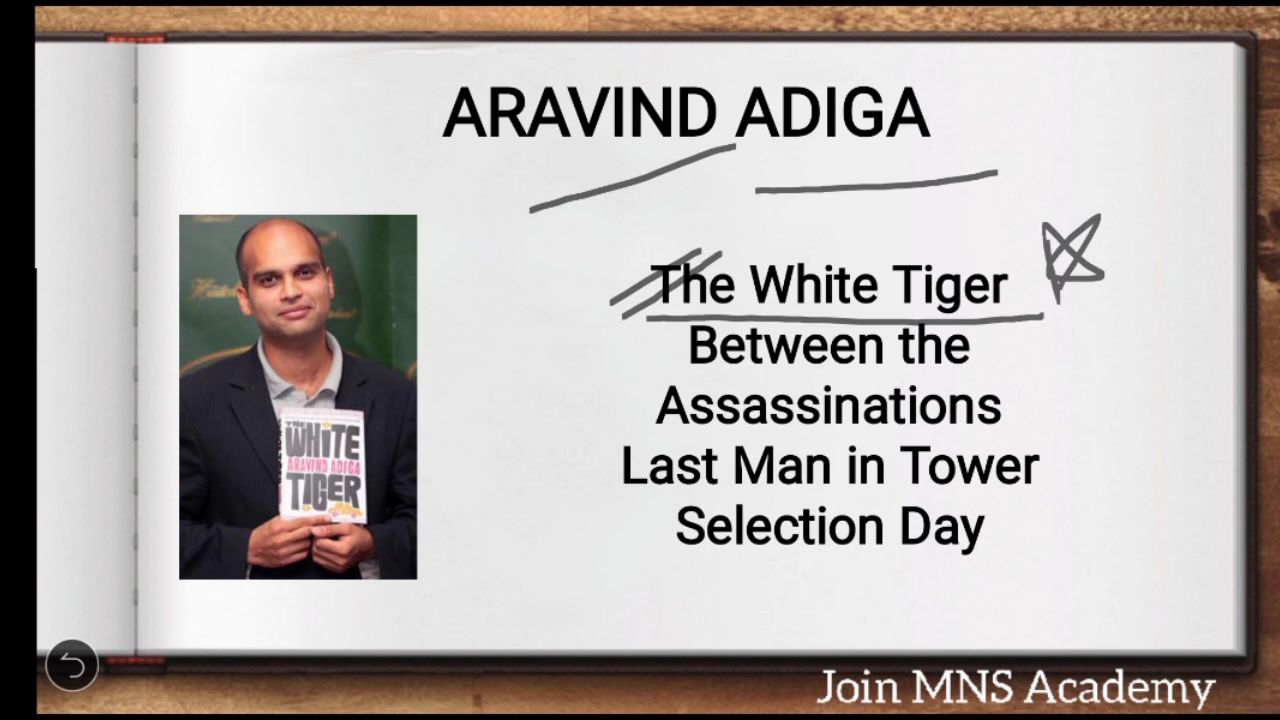 ARAVIND ADIGA
The White Tiger
Between the
Assassinations
Last Man in Tower
Selection Day
THE
WHITE
ARAVIND ADIGA
TIGER
Join MNS Academy